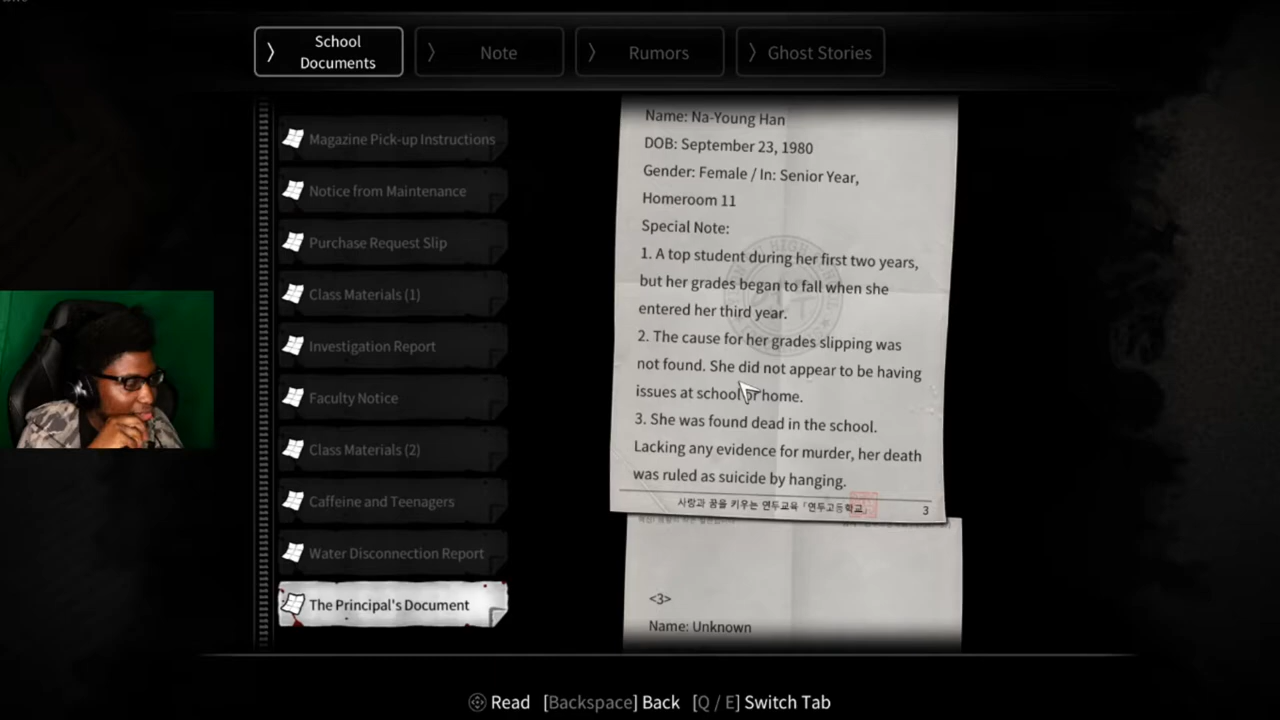 School
Documents
Note
Rumors
Ghost Stories
Magazine Pick-up Instructions
Notice from Maintenance
Purchase Request Slip
Class Materials (1)
Investigation Report
Faculty Notice
Class Materials (2)
Caffeine and Teenagers
Water Disconnection Report
The Principal's Document
Name: Na-Young Han
DOB: September 23, 1980
Gender: Female / In: Senior Year,
Homeroom 11
Special Note:
1. A top student during her first two years,
but her grades began to fall when she
entered her third year.
2. The cause for her grades slipping was
not found. She did not appear to be having
issues at school or home.
3. She was found dead in the school.
Lacking any evidence for murder, her death
was ruled as suicide by hanging.
사랑과 꿈을 키우는 연두교육 「연두고등학교」
3
<3>
Name: Unknown
Read [Backspace] Back [Q / E] Switch Tab